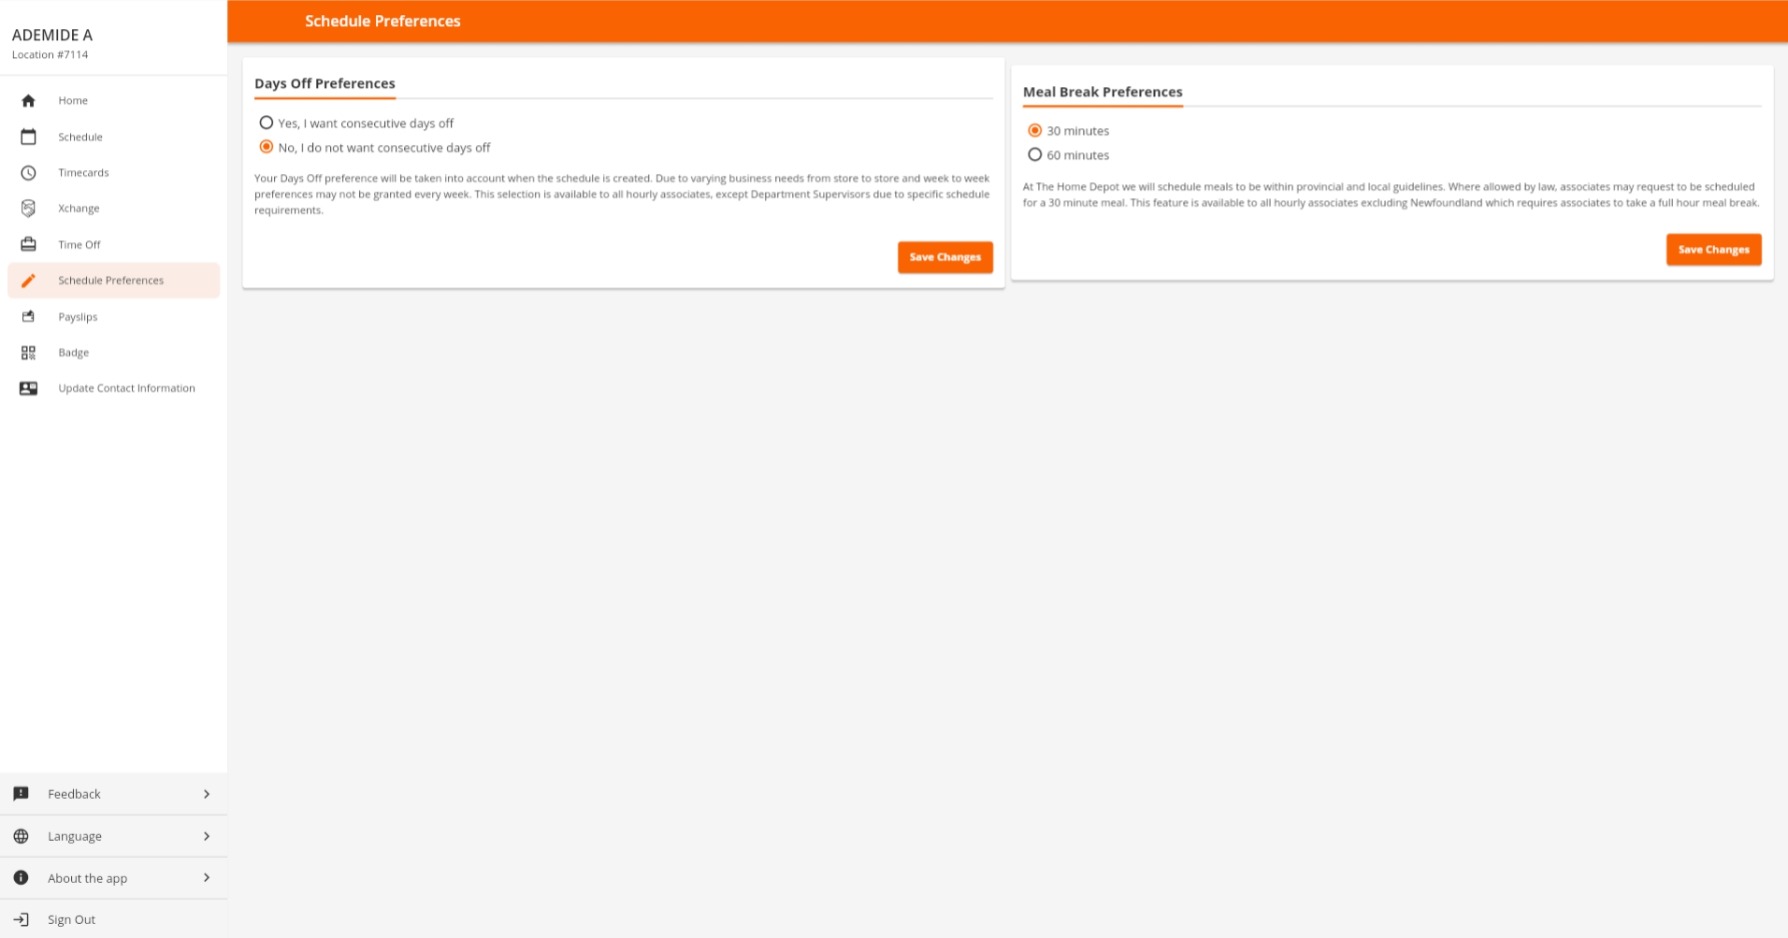 ADEMIDE A
Location #7114
Home
Schedule
Timecards
Xchange
Time Off
Schedule Preferences
Payslips
Badge
Update Contact Information
Feedback
Language
About the app
Sign Out
Schedule Preferences
Days Off Preferences
Yes, I want consecutive days off
No, I do not want consecutive days off
Your Days Off preference will be taken into account when the schedule is created. Due to varying business needs from store to store and week to week
preferences may not be granted every week. This selection is available to all hourly associates, except Department Supervisors due to specific schedule
requirements.
Save Changes
Meal Break Preferences
30 minutes
60 minutes
At The Home Depot we will schedule meals to be within provincial and local guidelines. Where allowed by law, associates may request to be scheduled
for a 30 minute meal. This feature is available to all hourly associates excluding Newfoundland which requires associates to take a full hour meal break.
Save Changes